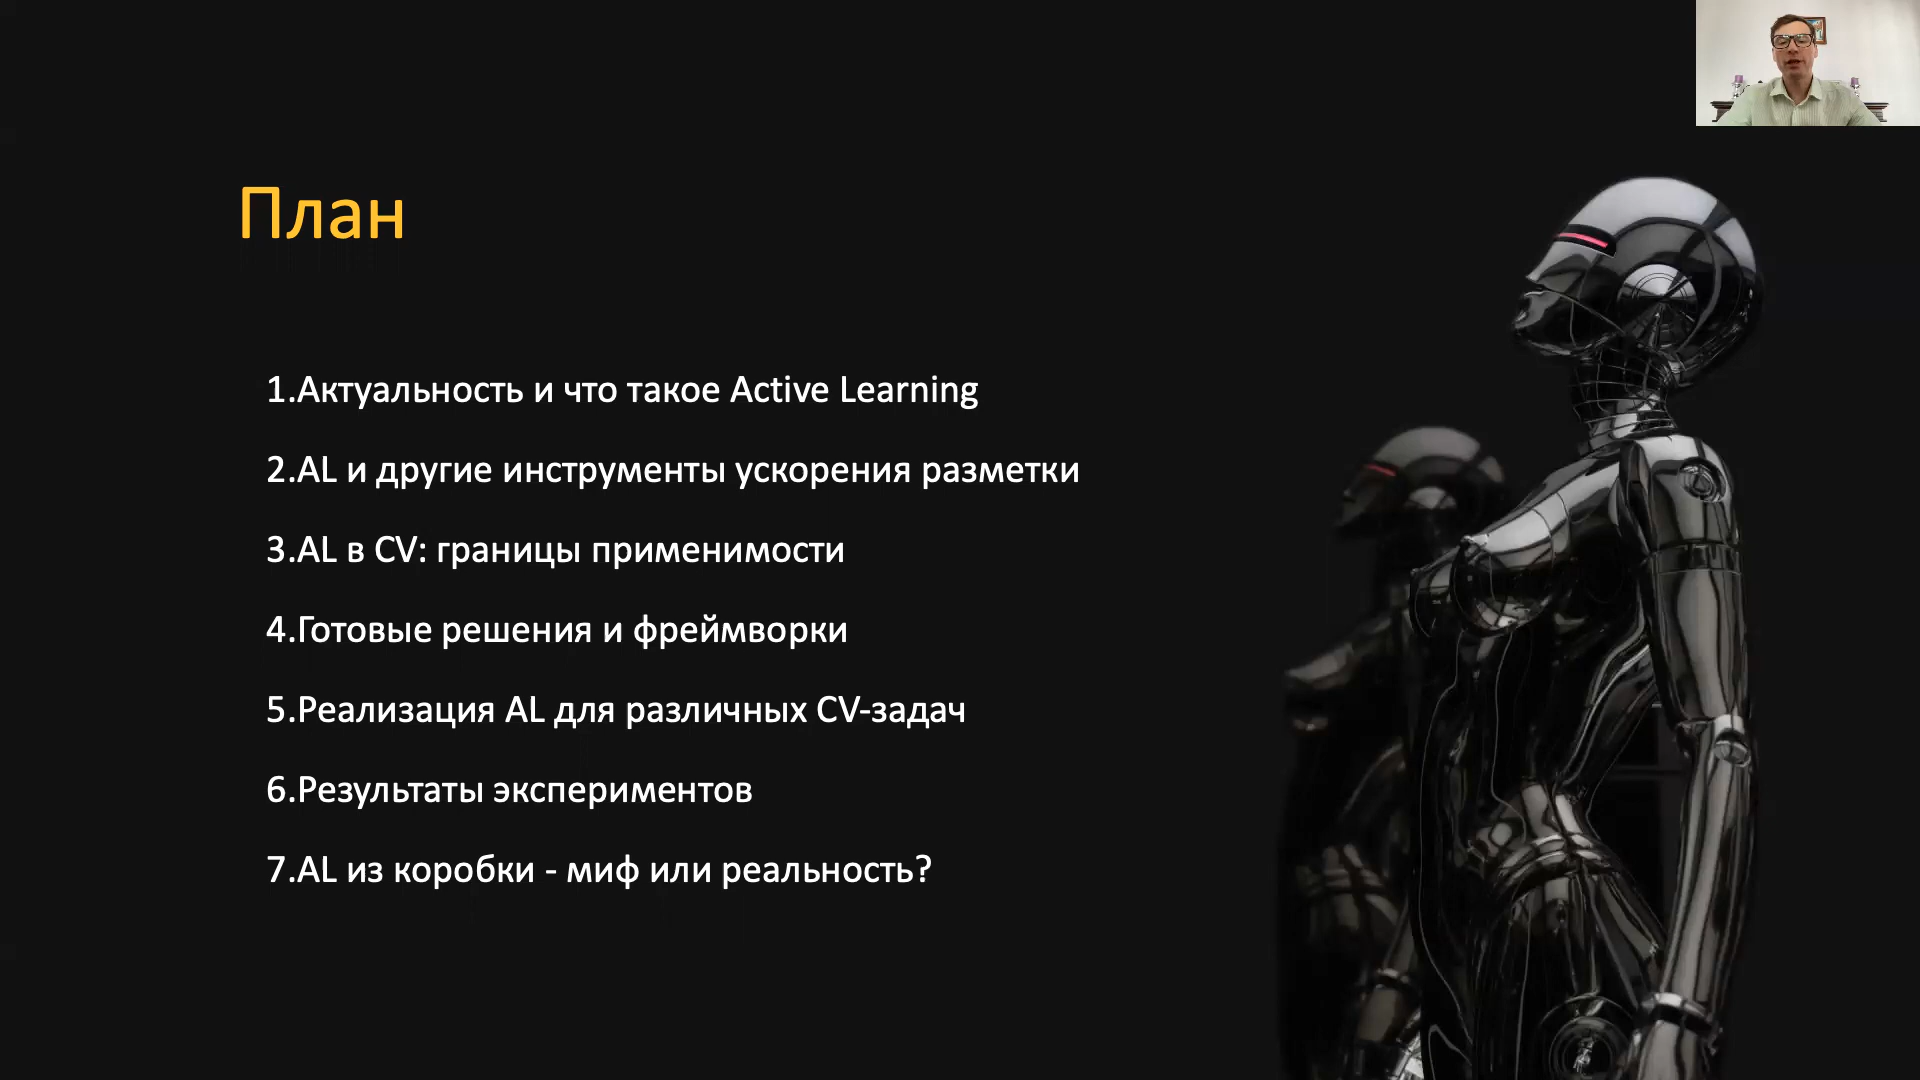 План
1.Актуальность и что такое Active Learning
2.AL и другие инструменты ускорения разметки
3.AL в CV: границы применимости
4.Готовые решения и фреймворки
5.Реализация AL для различных CV-задач
6.Результаты экспериментов
7.AL из коробки - миф или реальность?